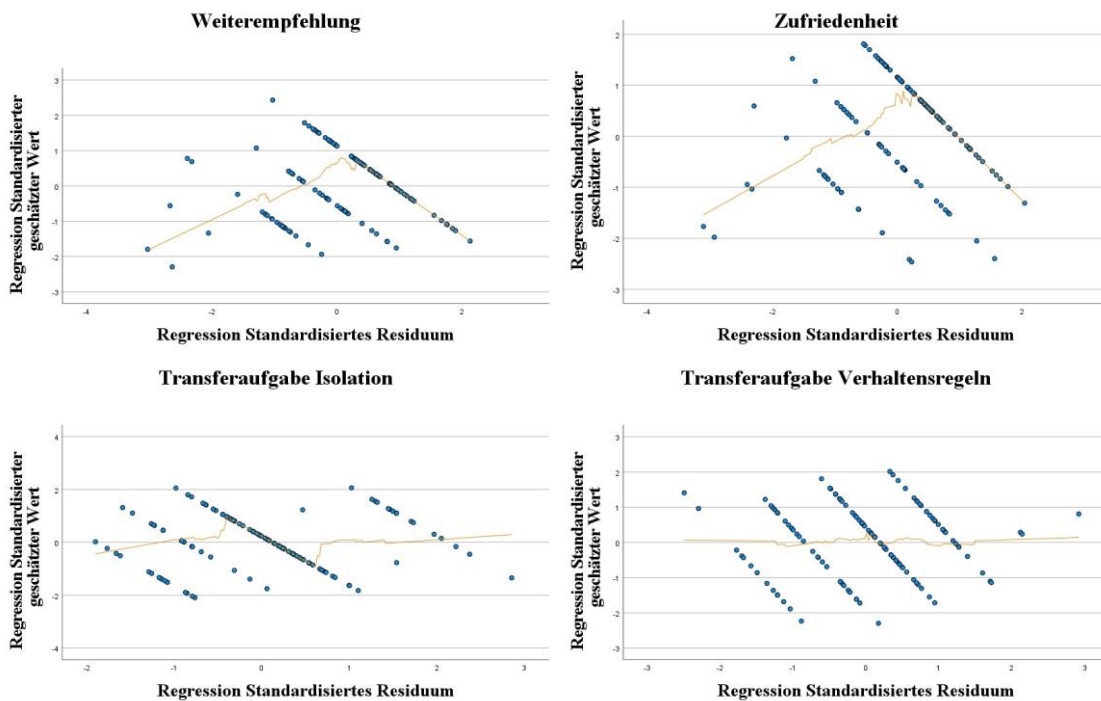 Weiterempfehlung
Regression Standardisierter
geschätzter Wert
3
2
1
0
-1
-2
-3
-4
-2
0
2
Regression Standardisiertes Residuum
Zufriedenheit
Regression Standardisierter
geschätzter Wert
2
1
0
-1
-2
-3
-4
-2
0
2
Regression Standardisiertes Residuum
Transferaufgabe Isolation
Regression Standardisierter
geschätzter Wert
4
2
0
-2
-4
-2
-1
0
1
2
3
Regression Standardisiertes Residuum
Transferaufgabe Verhaltensregeln
Regression Standardisierter
geschätzter Wert
3
2
1
0
-1
-2
-3
-3
-2
-1
0
1
2
3
Regression Standardisiertes Residuum